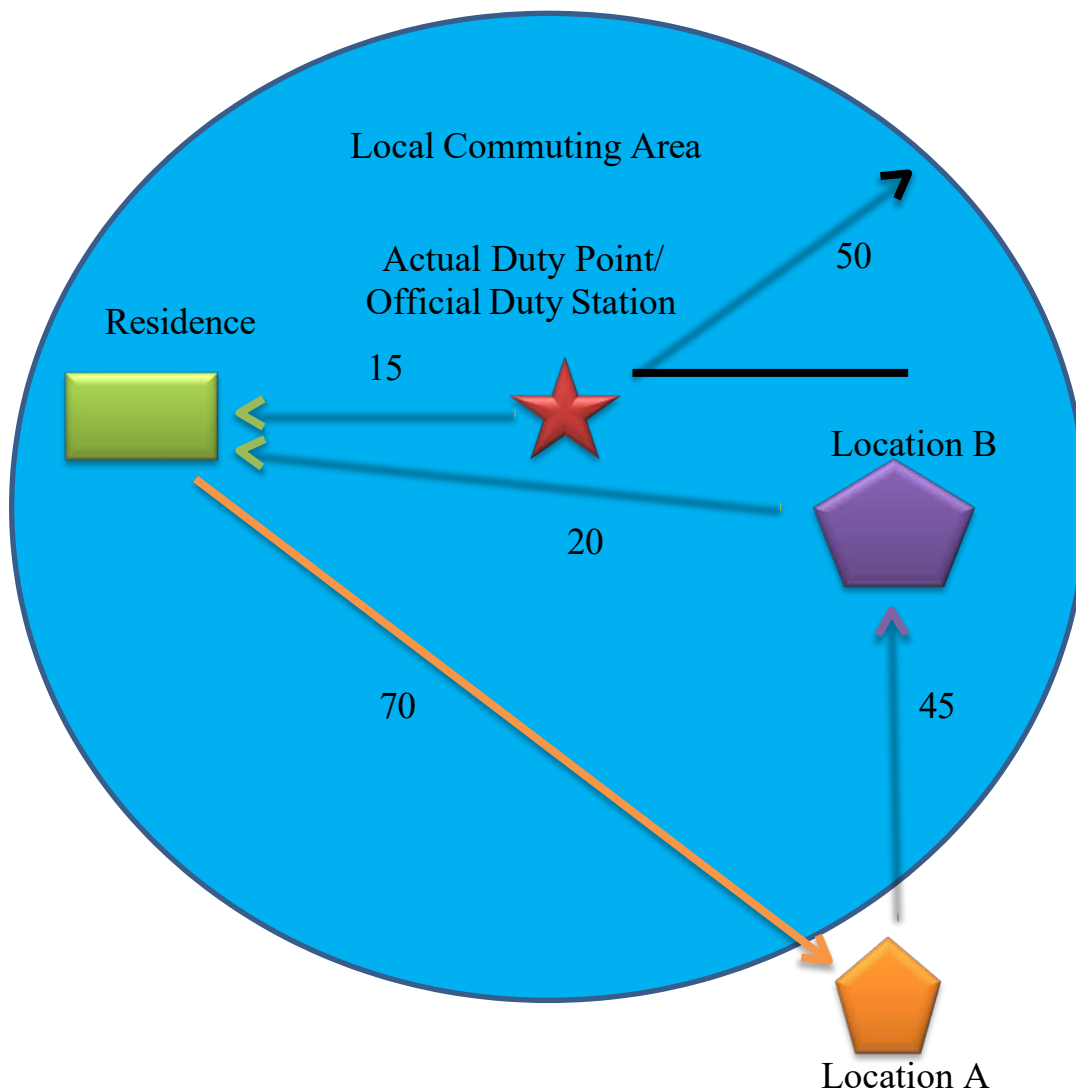 Local Commuting Area
50
Actual Duty Point/
Official Duty Station
Residence
15
Location B
20
70
45
Location A